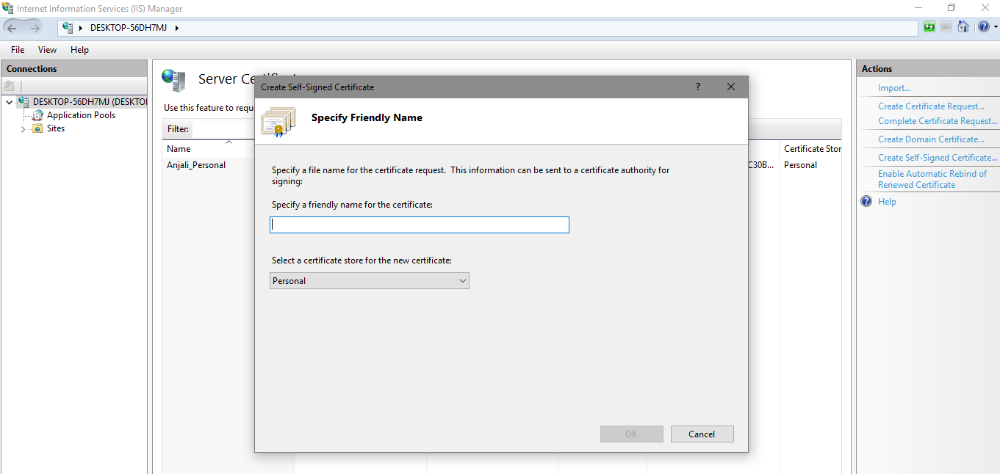 Internet Information Services (IIS) Manager
DESKTOP-56DH7MJ
File View Help
Connections
DESKTOP-56DH7MJ (DESKTO
Application Pools
Sites
Server
Use this feature to requ
Filter:
Name
Anjali_Personal
Create Self-Signed Certificate
?
Specify Friendly Name
Specify a file name for the certificate request. This information can be sent to a certificate authority for
signing:
Specify a friendly name for the certificate:
Select a certificate store for the new certificate:
Personal
OK Cancel
Certificate Stor
C30B... Personal
Actions
Import...
Create Certificate Request...
Complete Certificate Request...
Create Domain Certificate...
Create Self-Signed Certificate...
Enable Automatic Rebind of
Renewed Certificate
Help